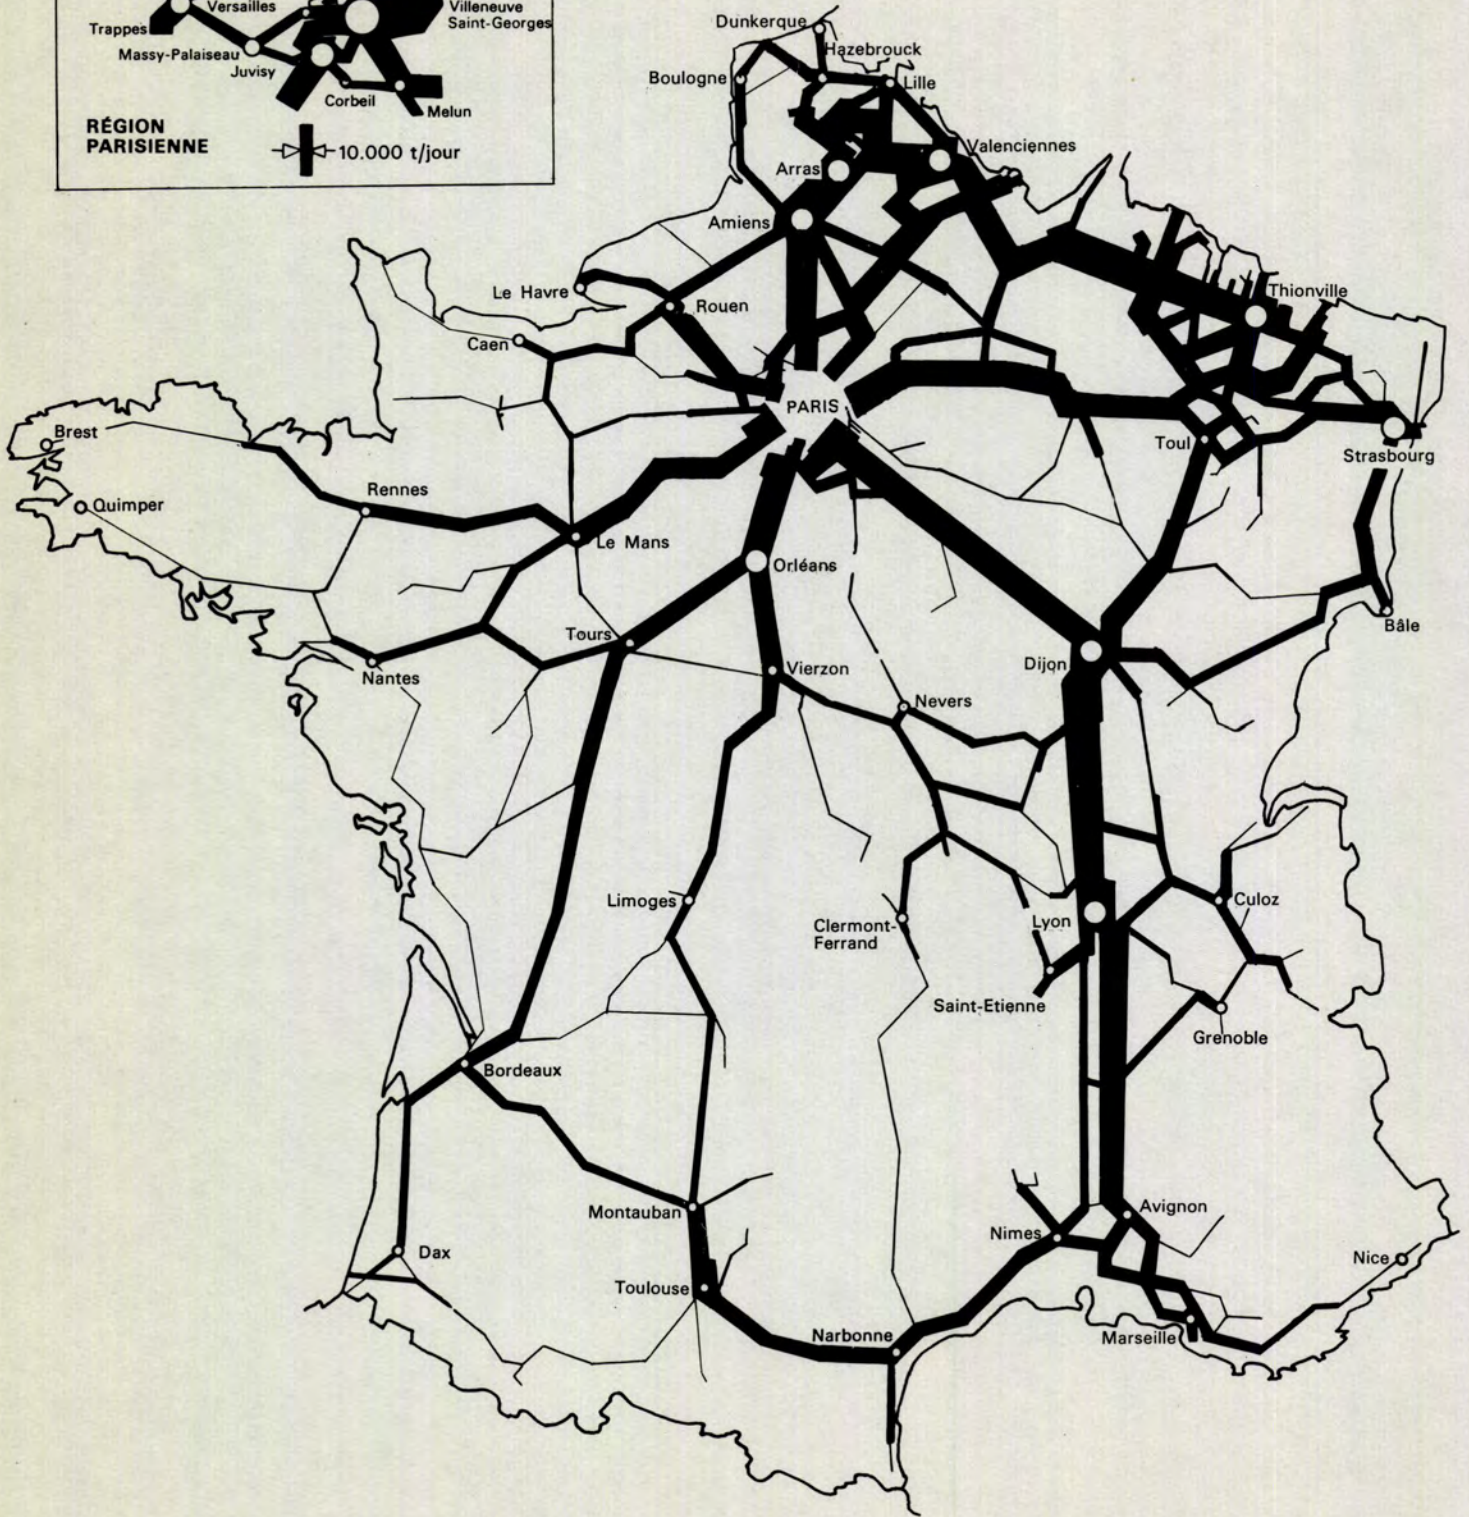 Versailles
Villeneuve
Saint-Georges
Trappes
Massy-Palaiseau
Juvisy
Corbeil
Melun
RÉGION
PARISIENNE
10.000 t/jour
Dunkerque
Hazebrouck
Boulogne
Lille
Valenciennes
Arras
Amiens
Le Havre
Rouen
Thionville
Caen
PARIS
Brest
Toul
Strasbourg
Rennes
Quimper
Le Mans
Orléans
Bâle
Tours
Vierzon
Dijon
Nantes
Nevers
Limoges
Culoz
Clermont-
Ferrand
Lyon
Saint-Etienne
Grenoble
Bordeaux
Montauban
Avignon
Nimes
Dax
Nice
Toulouse
Narbonne
Marseille